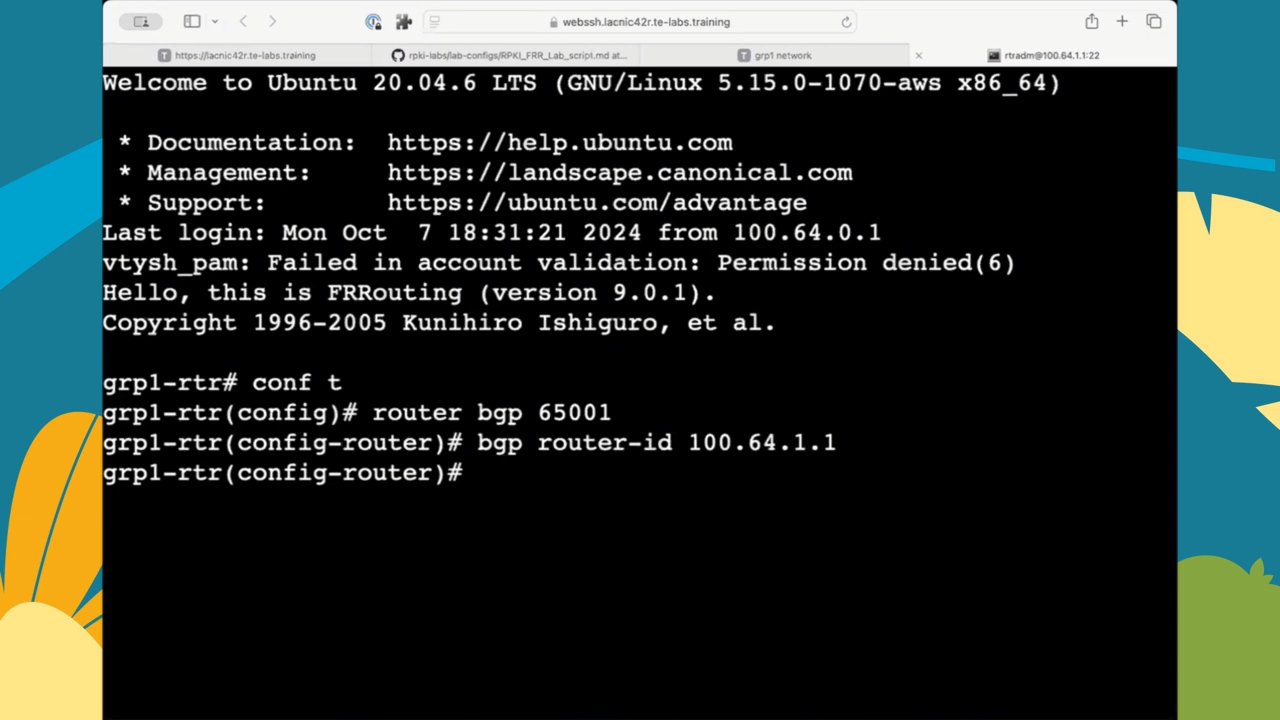 webssh.lacnic42r.te-labs.training
https://lacnic42r.te-labs.training
rpki-labs/lab-configs/RPKI_FRR_Lab_script.md at...
grp1 network
rtradm@100.64.1.1:22
Welcome to Ubuntu 20.04.6 LTS (GNU/Linux 5.15.0-1070-aws x86_64)
* Documentation: https://help.ubuntu.com
* Management: https://landscape.canonical.com
* Support: https://ubuntu.com/advantage
Last login: Mon Oct  7 18:31:21 2024 from 100.64.0.1
vtysh_pam: Failed in account validation: Permission denied(6)
Hello, this is FRRouting (version 9.0.1).
Copyright 1996-2005 Kunihiro Ishiguro, et al.
grp1-rtr# conf t
grp1-rtr(config)# router bgp 65001
grp1-rtr(config-router)# bgp router-id 100.64.1.1
grp1-rtr(config-router)#